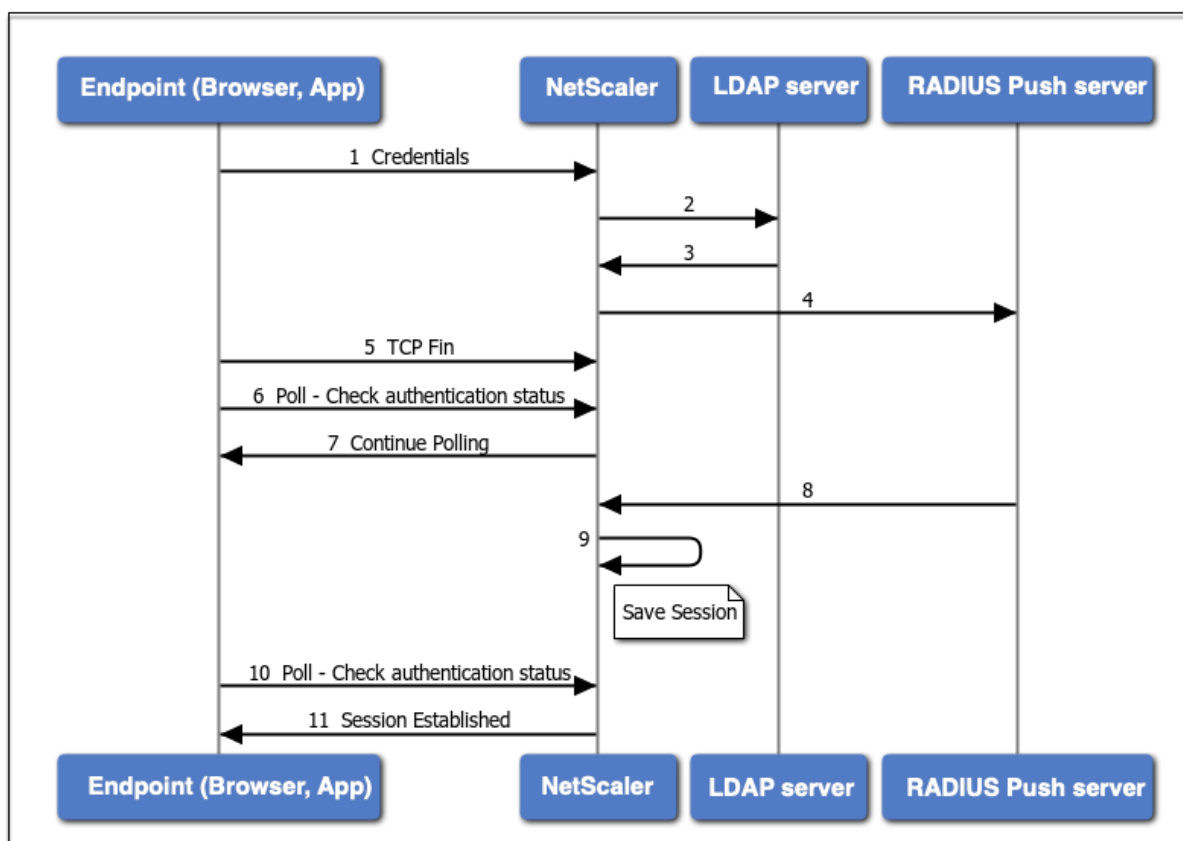 Endpoint (Browser, App)
NetScaler
LDAP server
RADIUS Push server
1 Credentials
2
3
4
5 TCP Fin
6 Poll - Check authentication status
7 Continue Polling
8
9
Save Session
10 Poll - Check authentication status
11 Session Established
Endpoint (Browser, App)
NetScaler
LDAP server
RADIUS Push server